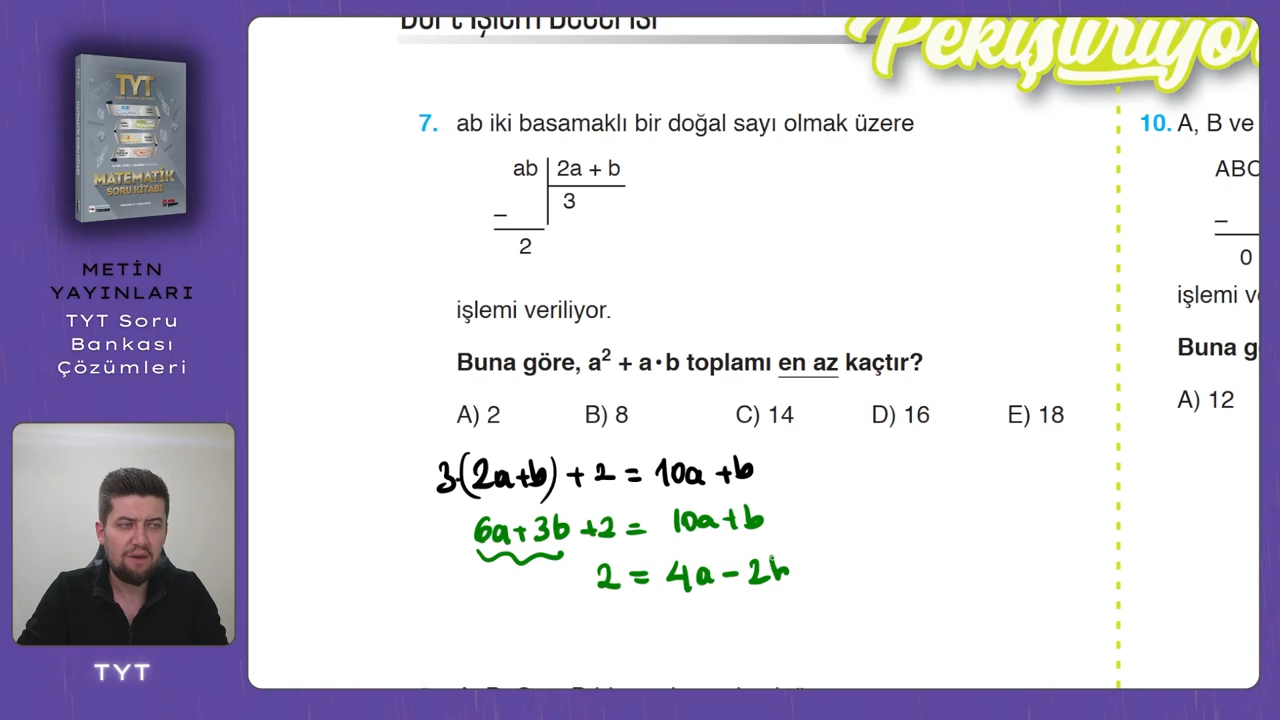 Dört İşlem Becerisi
Pekiştiriyor
TYT
MATEMATİK
SORU KİTABI
METİN
YAYINLARI
TYT Soru
Bankası
Çözümleri
TYT
7. ab iki basamaklı bir doğal sayı olmak üzere
ab 2a + b
3
–
2
işlemi veriliyor.
Buna göre, a² + a·b toplamı en az kaçtır?
A) 2 B) 8 C) 14 D) 16 E) 18
3·(2a+b) + 2 = 10a + b
6a + 3b + 2 = 10a + b
2 = 4a – 2b
10. A, B ve
ABC
–
0
işlemi ve
Buna g
A) 12